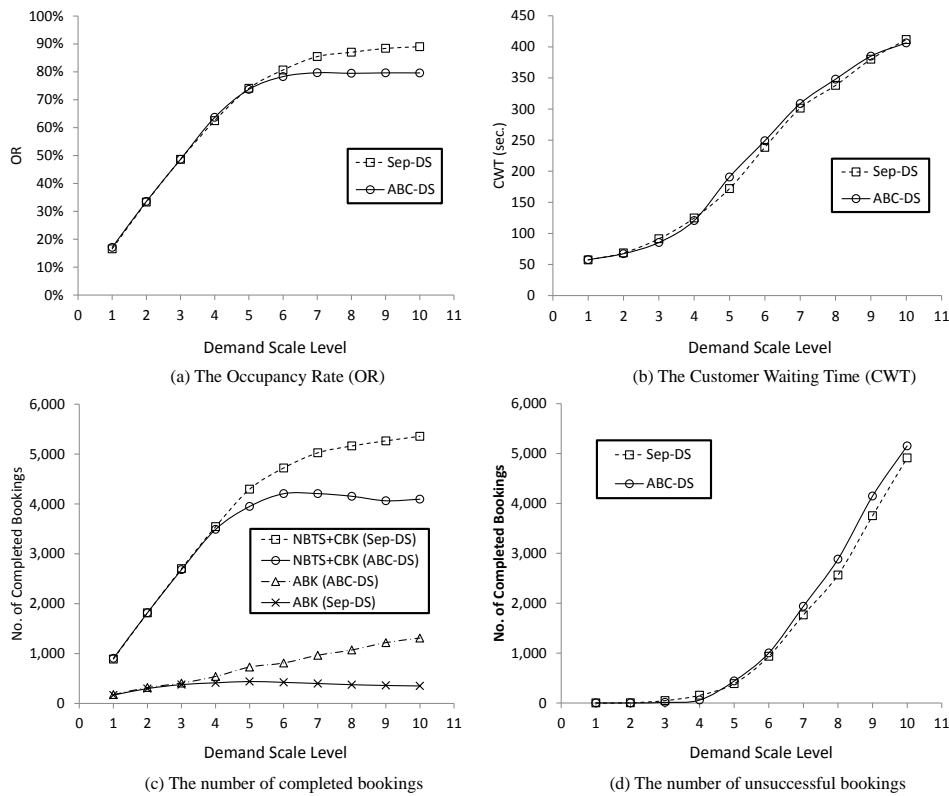 100%
90%
80%
70%
60%
50%
40%
30%
20%
10%
0%
OR
Sep-DS
ABC-DS
0 1 2 3 4 5 6 7 8 9 10 11
Demand Scale Level
(a) The Occupancy Rate (OR)
450
400
350
300
250
200
150
100
50
0
CWT (sec.)
Sep-DS
ABC-DS
0 1 2 3 4 5 6 7 8 9 10 11
Demand Scale Level
(b) The Customer Waiting Time (CWT)
6,000
5,000
4,000
3,000
2,000
1,000
0
No. of Completed Bookings
NBTS+CBK (Sep-DS)
NBTS+CBK (ABC-DS)
ABK (ABC-DS)
ABK (Sep-DS)
0 1 2 3 4 5 6 7 8 9 10 11
Demand Scale Level
(c) The number of completed bookings
6,000
5,000
4,000
3,000
2,000
1,000
0
No. of Completed Bookings
Sep-DS
ABC-DS
0 1 2 3 4 5 6 7 8 9 10 11
Demand Scale Level
(d) The number of unsuccessful bookings